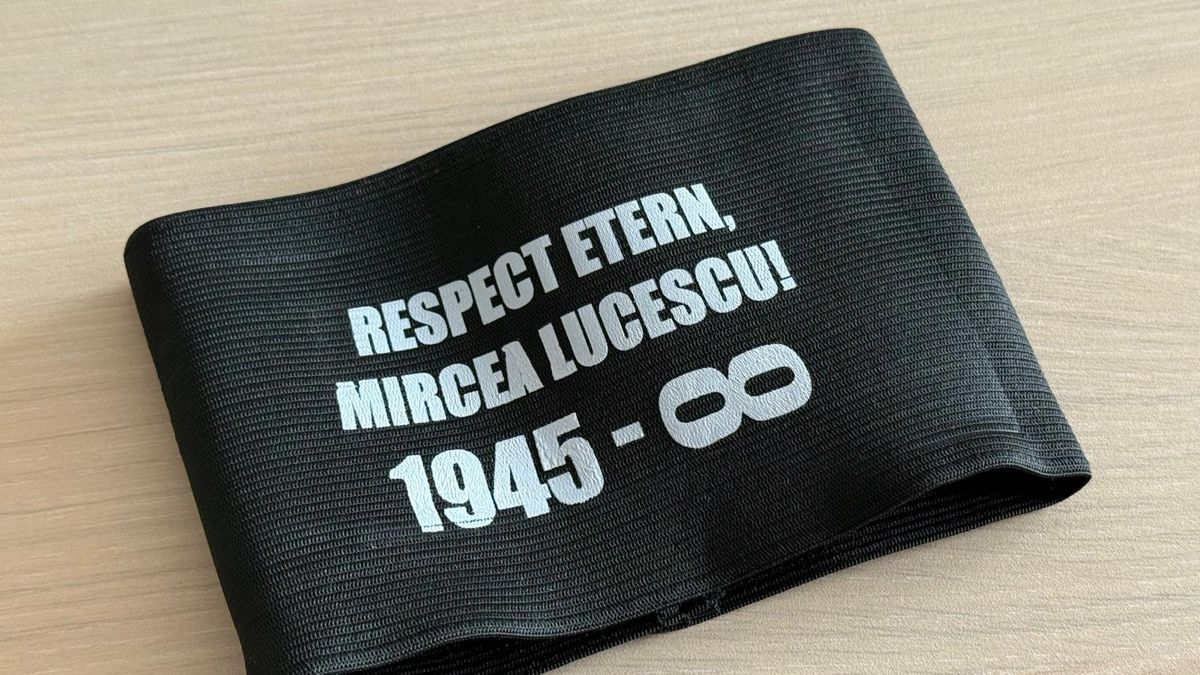 RESPECT ETERN,
MIRCEA LUCESCU!
1945 - ∞